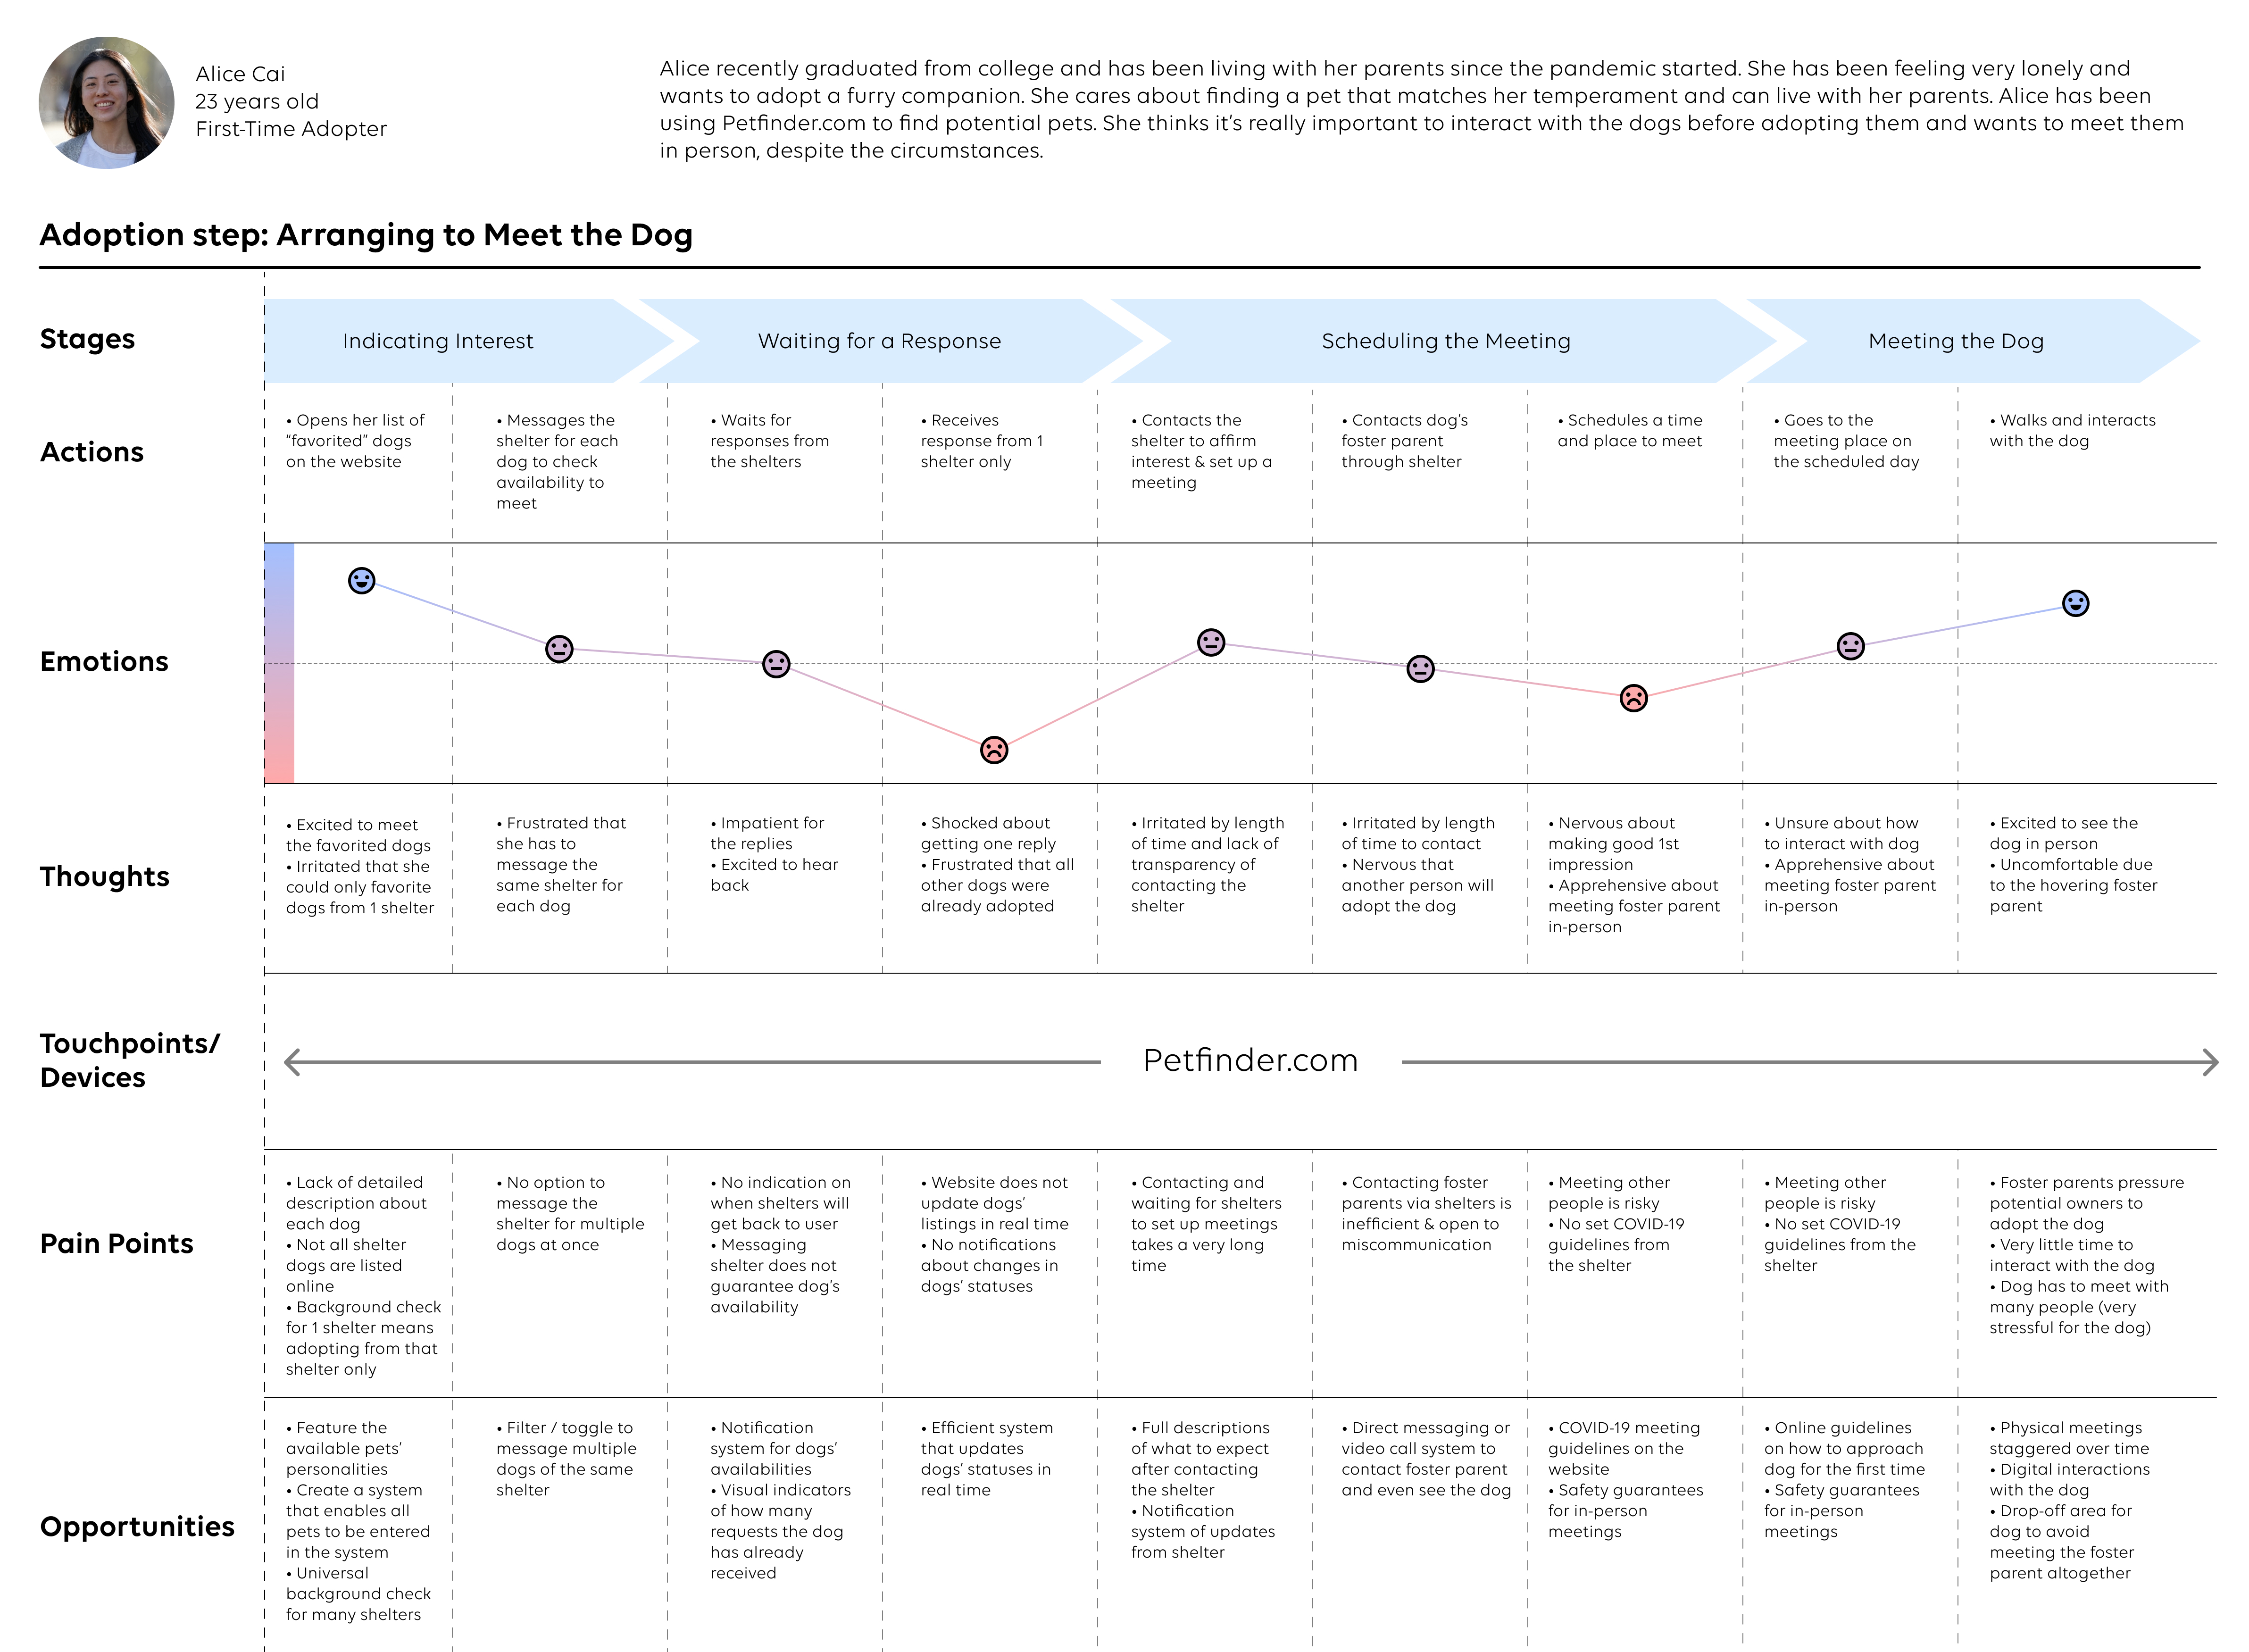 Alice Cai
23 years old
First-Time Adopter
Alice recently graduated from college and has been living with her parents since the pandemic started. She has been feeling very lonely and
wants to adopt a furry companion. She cares about finding a pet that matches her temperament and can live with her parents. Alice has been
using Petfinder.com to find potential pets. She thinks it's really important to interact with the dogs before adopting them and wants to meet them
in person, despite the circumstances.
Adoption step: Arranging to Meet the Dog
Stages
Indicating Interest
Waiting for a Response
Scheduling the Meeting
Meeting the Dog
Actions
• Opens her list of
"favorited" dogs
on the website
• Messages the
shelter for each
dog to check
availability to
meet
• Waits for
responses from
the shelters
• Receives
response from 1
shelter only
• Contacts the
shelter to affirm
interest & set up a
meeting
• Contacts dog's
foster parent
through shelter
• Schedules a time
and place to meet
• Goes to the
meeting place on
the scheduled day
• Walks and interacts
with the dog
Emotions
Thoughts
• Excited to meet
the favorited dogs
• Irritated that she
could only favorite
dogs from 1 shelter
• Frustrated that
she has to
message the
same shelter for
each dog
• Impatient for
the replies
• Excited to hear
back
• Shocked about
getting one reply
• Frustrated that all
other dogs were
already adopted
• Irritated by length
of time and lack of
transparency of
contacting the
shelter
• Irritated by length
of time to contact
• Nervous that
another person will
adopt the dog
• Nervous about
making good 1st
impression
• Apprehensive about
meeting foster parent
in-person
• Unsure about how
to interact with dog
• Apprehensive about
meeting foster parent
in-person
• Excited to see the
dog in person
• Uncomfortable due
to the hovering foster
parent
Touchpoints/
Devices
Petfinder.com
Pain Points
• Lack of detailed
description about
each dog
• Not all shelter
dogs are listed
online
• Background check
for 1 shelter means
adopting from that
shelter only
• No option to
message the
shelter for multiple
dogs at once
• No indication on
when shelters will
get back to user
• Messaging
shelter does not
guarantee dog's
availability
• Website does not
update dogs'
listings in real time
• No notifications
about changes in
dogs' statuses
• Contacting and
waiting for shelters
to set up meetings
takes a very long
time
• Contacting foster
parents via shelters is
inefficient & open to
miscommunication
• Meeting other
people is risky
• No set COVID-19
guidelines from
the shelter
• Meeting other
people is risky
• No set COVID-19
guidelines from the
shelter
• Foster parents pressure
potential owners to
adopt the dog
• Very little time to
interact with the dog
• Dog has to meet with
many people (very
stressful for the dog)
Opportunities
• Feature the
available pets'
personalities
• Create a system
that enables all
pets to be entered
in the system
• Universal
background check
for many shelters
• Filter / toggle to
message multiple
dogs of the same
shelter
• Notification
system for dogs'
availabilities
• Visual indicators
of how many
requests the dog
has already
received
• Efficient system
that updates
dogs' statuses in
real time
• Full descriptions
of what to expect
after contacting
the shelter
• Notification
system of updates
from shelter
• Direct messaging or
video call system to
contact foster parent
and even see the dog
• COVID-19 meeting
guidelines on the
website
• Safety guarantees
for in-person
meetings
• Online guidelines
on how to approach
dog for the first time
• Safety guarantees
for in-person
meetings
• Physical meetings
staggered over time
• Digital interactions
with the dog
• Drop-off area for
dog to avoid
meeting the foster
parent altogether